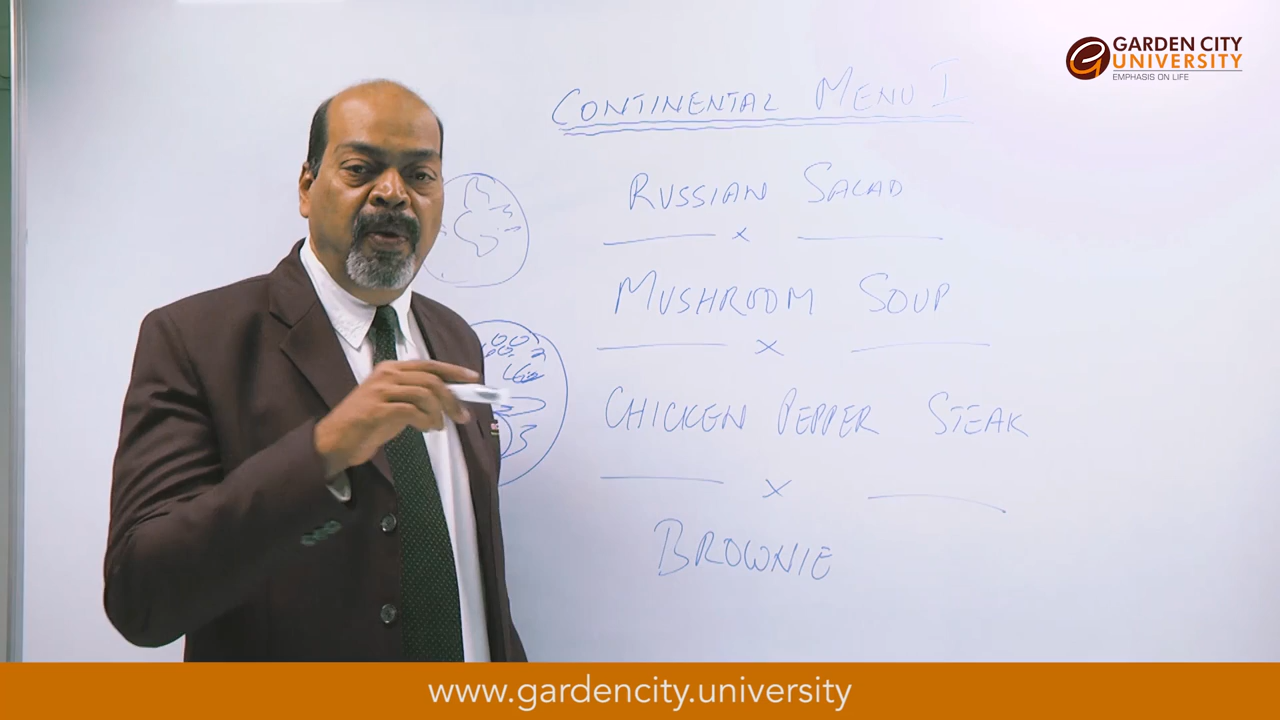 GARDEN CITY
UNIVERSITY
EMPHASIS ON LIFE
CONTINENTAL MENU I
RUSSIAN SALAD
x
MUSHROOM SOUP
x
CHICKEN PEPPER STEAK
x
BROWNIE
www.gardencity.university